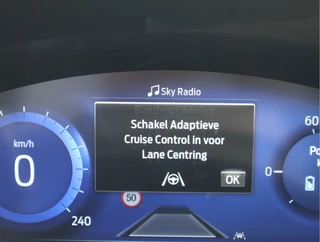 Sky Radio
Schakel Adaptieve
Cruise Control in voor
Lane Centring
OK
km/h
0
240
50
60
0